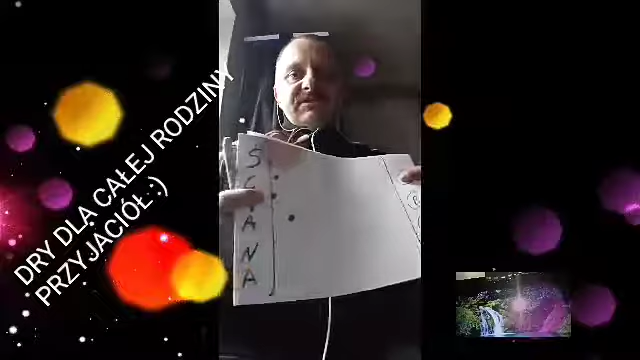 DRY DLA CAŁEJ RODZINY
PRZYJACIÓŁ :)
ŚCIANA